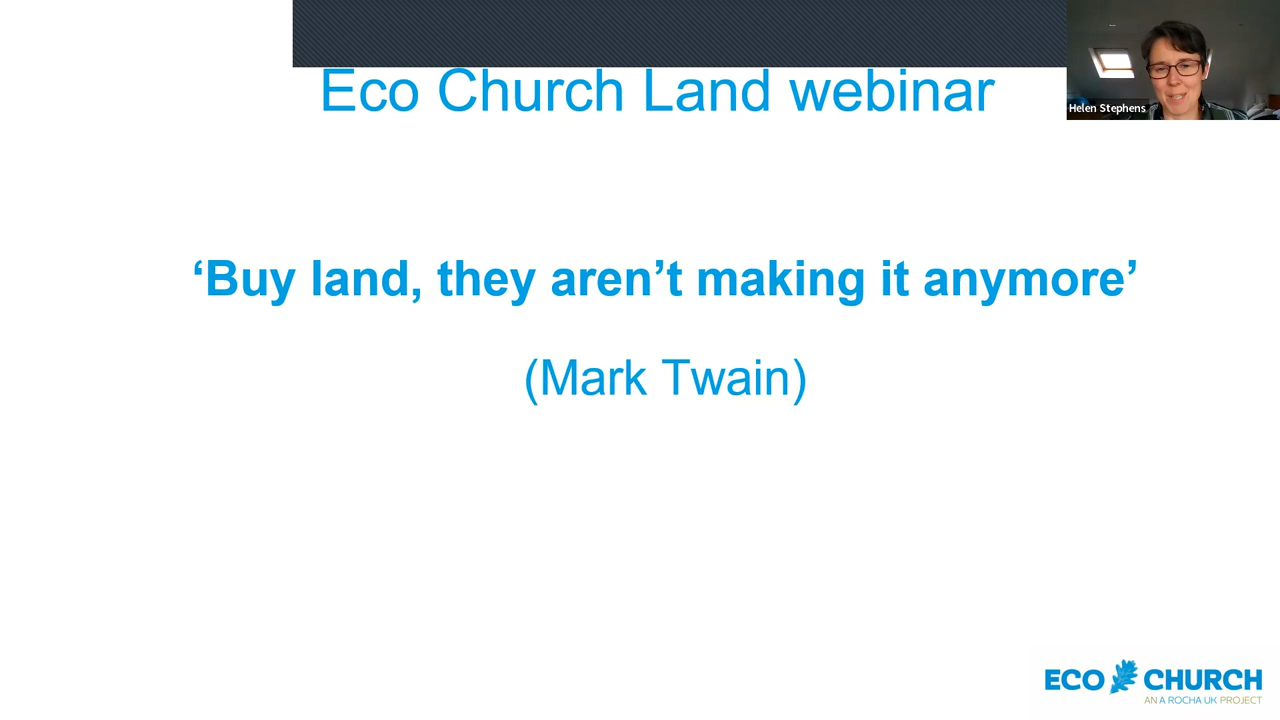 Eco Church Land webinar
Helen Stephens
‘Buy land, they aren’t making it anymore’
(Mark Twain)
ECO CHURCH
AN A ROCHA UK PROJECT